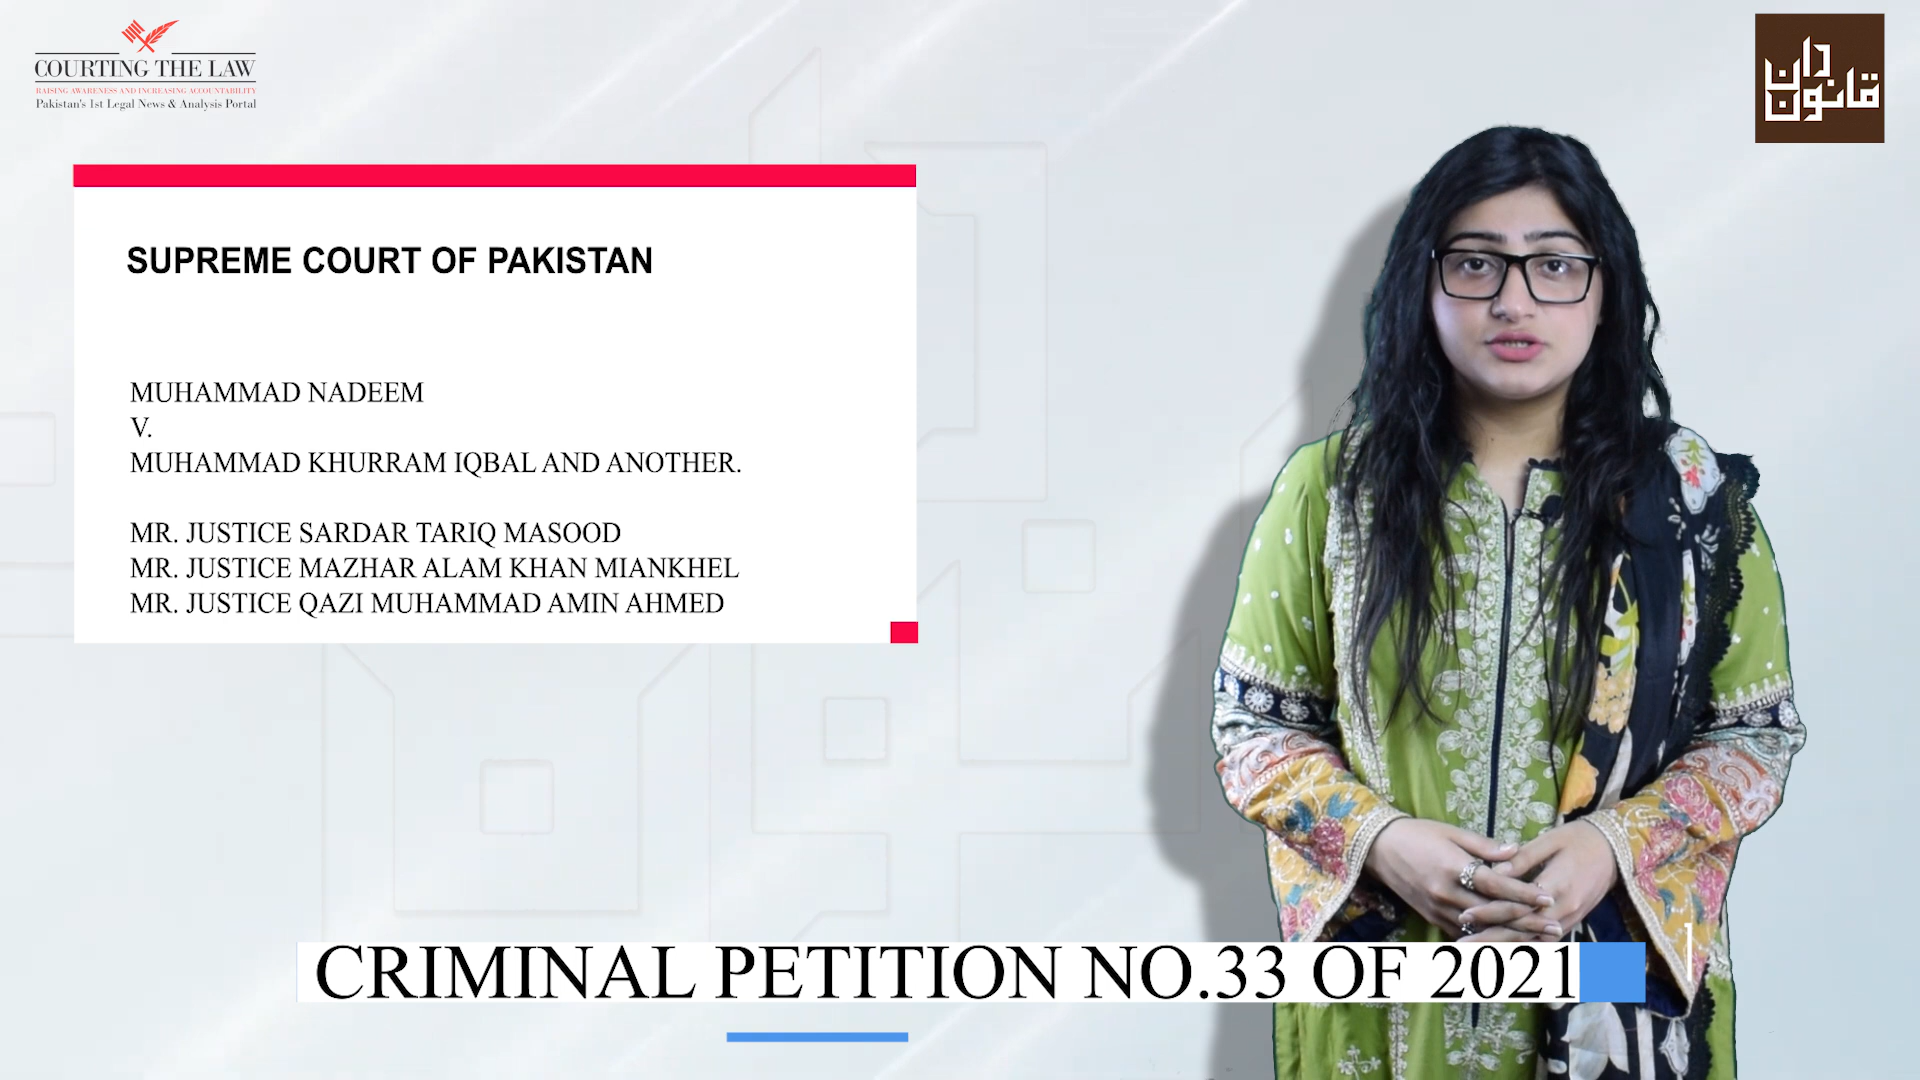 COURTING THE LAW
RAISING AWARENESS AND INCREASING ACCOUNTABILITY
Pakistan's 1st Legal News & Analysis Portal
قانون دان
SUPREME COURT OF PAKISTAN
MUHAMMAD NADEEM
V.
MUHAMMAD KHURRAM IQBAL AND ANOTHER.
MR. JUSTICE SARDAR TARIQ MASOOD
MR. JUSTICE MAZHAR ALAM KHAN MIANKHEL
MR. JUSTICE QAZI MUHAMMAD AMIN AHMED
CRIMINAL PETITION NO.33 OF 2021